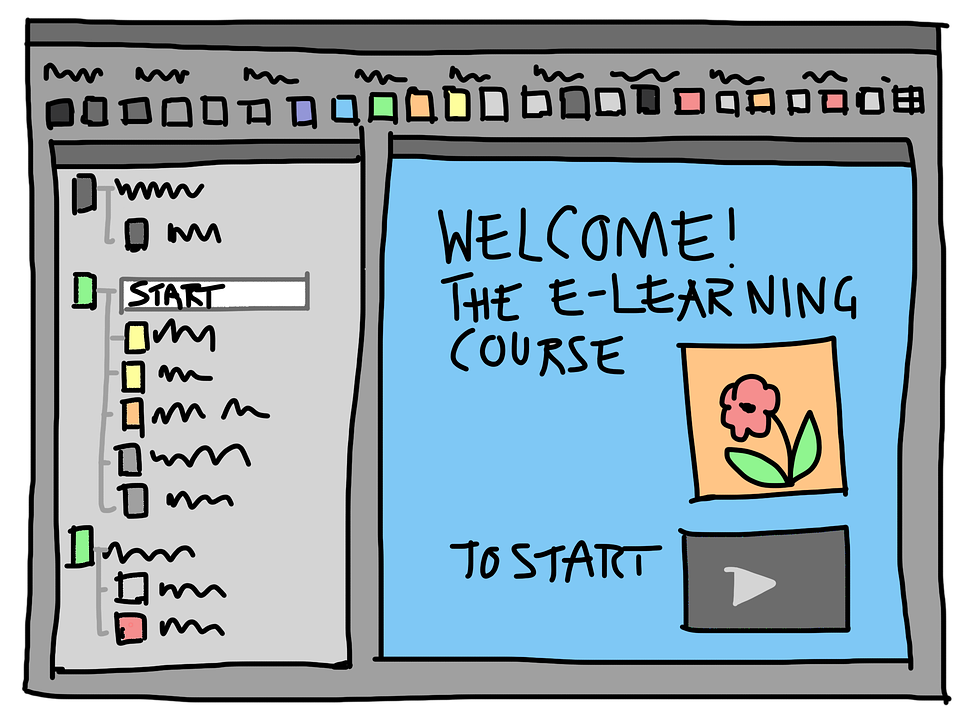 START
WELCOME!
THE E-LEARNING
COURSE
TO START